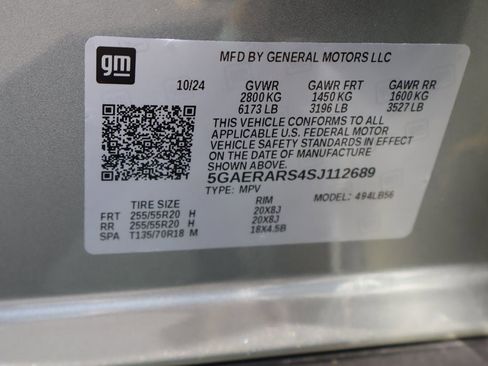 gm
MFD BY GENERAL MOTORS LLC
10/24 GVWR GAWR FRT GAWR RR
2800 KG 1450 KG 1600 KG
6173 LB 3196 LB 3527 LB
THIS VEHICLE CONFORMS TO ALL
APPLICABLE U.S. FEDERAL MOTOR
VEHICLE SAFETY STANDARDS IN EFFECT
ON THE DATE OF MANUFACTURE
SHOWN ABOVE.
5GAERARS4SJ112689
TYPE: MPV MODEL: 494LB56
TIRE SIZE RIM
FRT 255/55R20 H 20X8J
RR 255/55R20 H 20X8J
SPA T135/70R18 M 18X4.5B